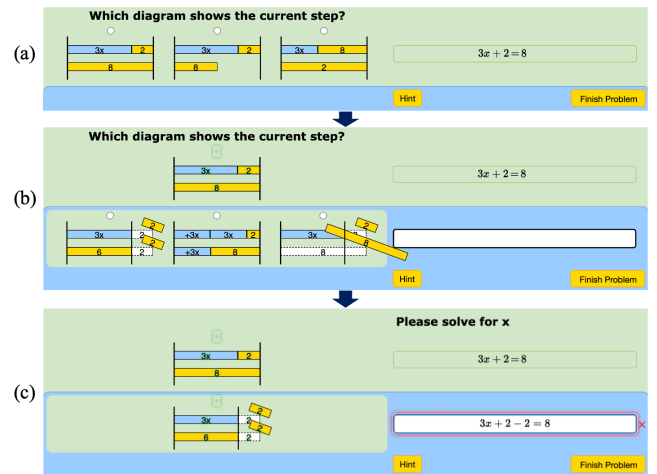 Which diagram shows the current step?
(a)
3x 2
8
3x 2
8
3x 8
2
3x + 2 = 8
Hint
Finish Problem
Which diagram shows the current step?
(b)
3x 2
8
3x + 2 = 8
3x 2 2
6 2 2
+3x 3x 2
+3x 8
3x 2
8 8
Hint
Finish Problem
Please solve for x
(c)
3x 2
8
3x + 2 = 8
3x 2 2
6 2 2
3x + 2 − 2 = 8
×
Hint
Finish Problem